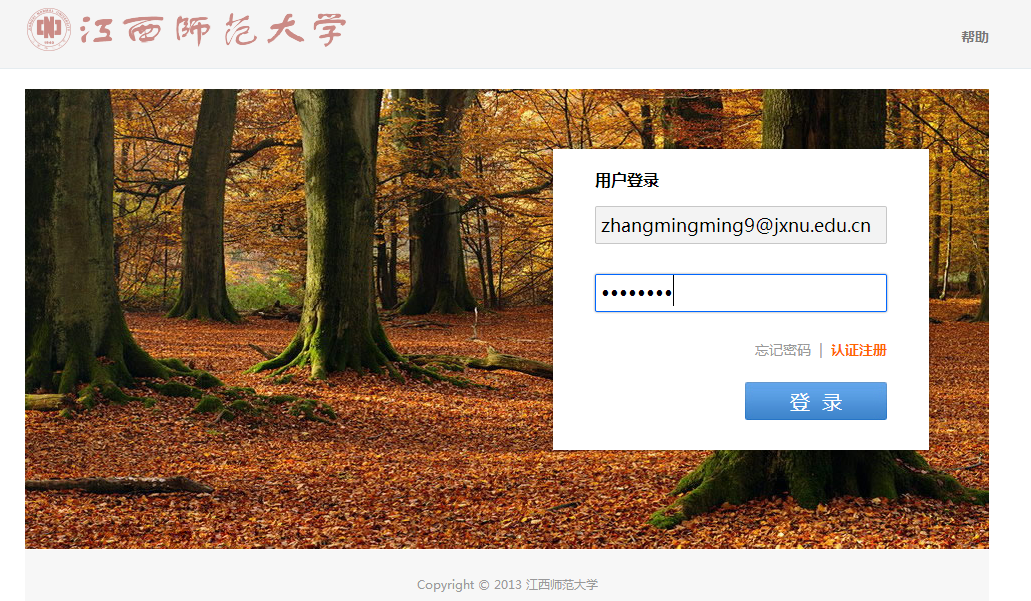 江西师范大学
帮助
用户登录
zhangmingming9@jxnu.edu.cn
••••••••
忘记密码 | 认证注册
登 录
Copyright © 2013 江西师范大学